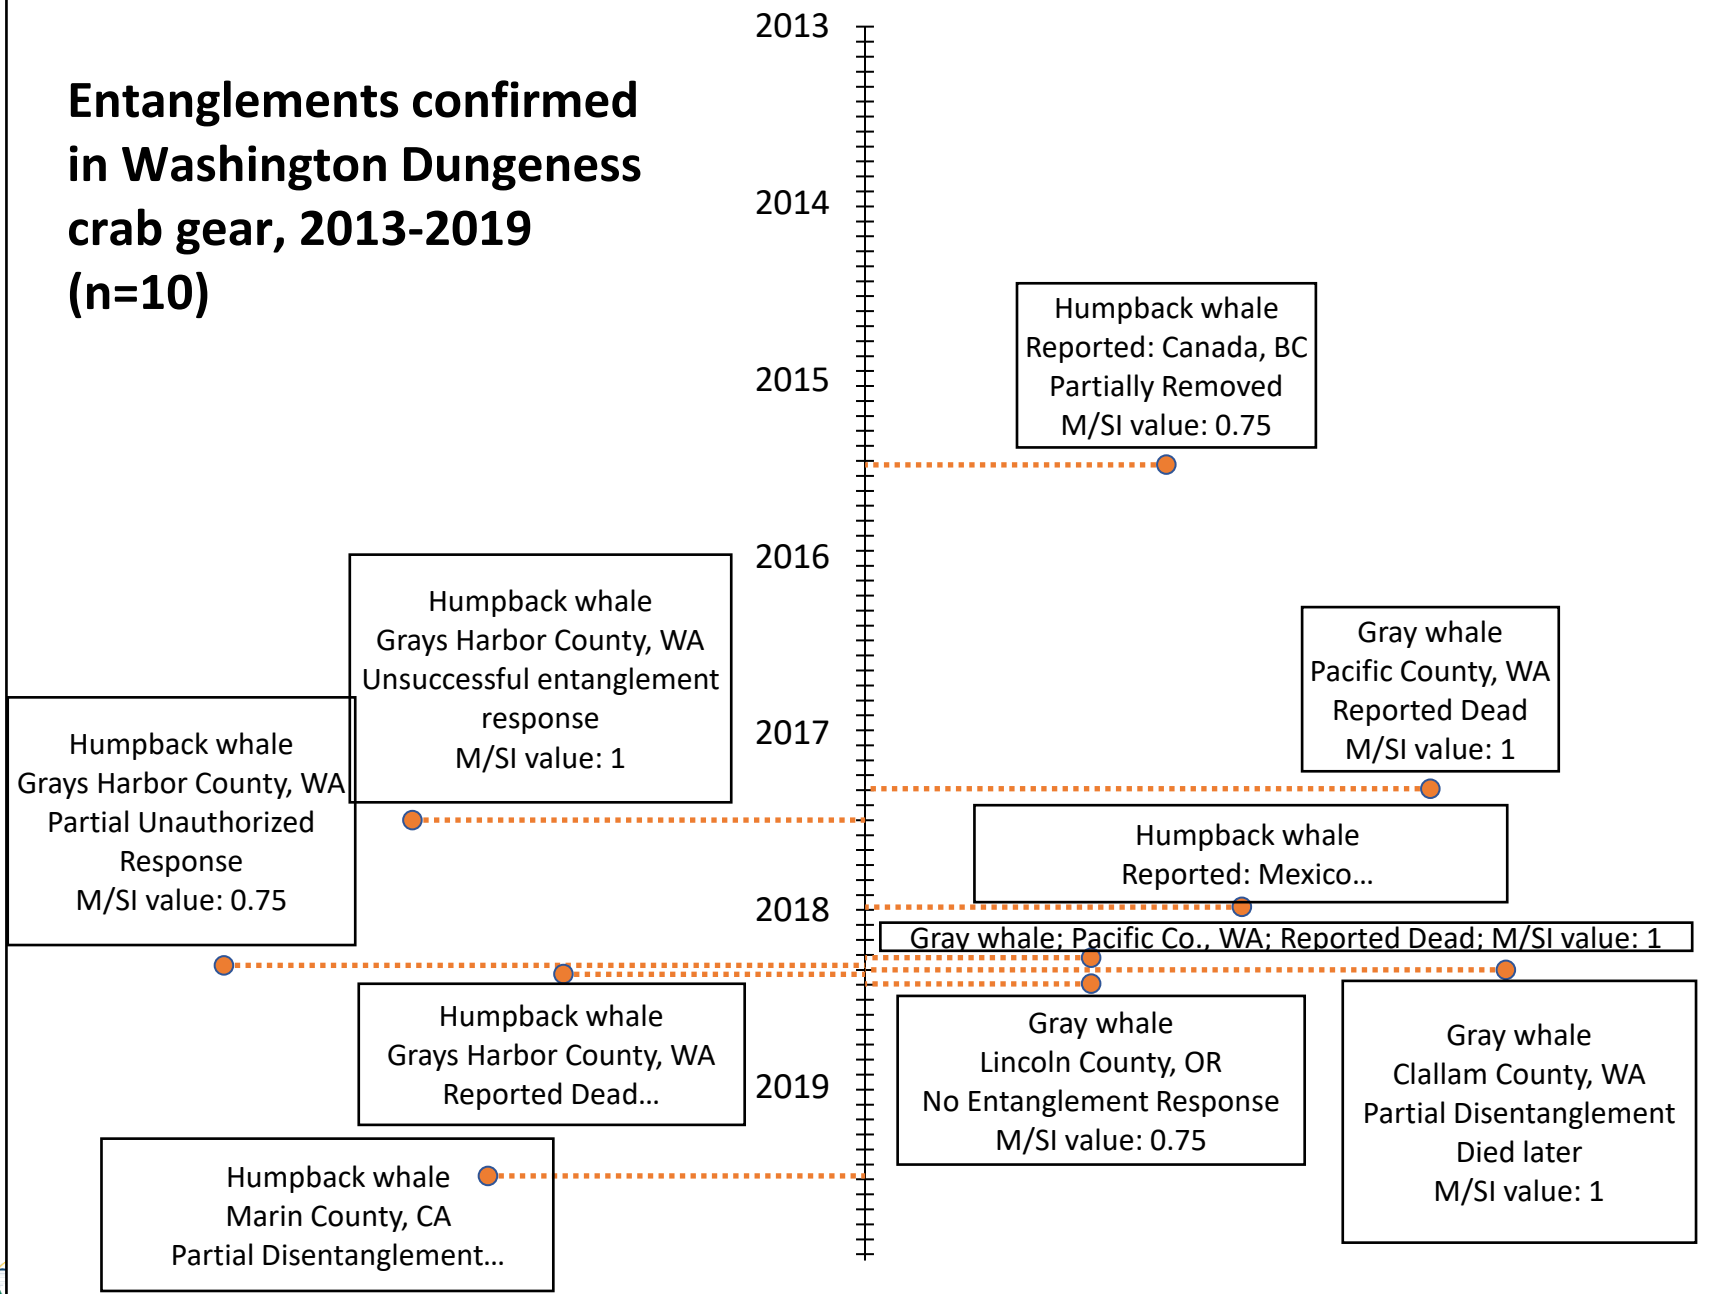 Entanglements confirmed
in Washington Dungeness
crab gear, 2013-2019
(n=10)
2013
2014
2015
2016
2017
2018
2019
Humpback whale
Reported: Canada, BC
Partially Removed
M/SI value: 0.75
Humpback whale
Grays Harbor County, WA
Unsuccessful entanglement
response
M/SI value: 1
Gray whale
Pacific County, WA
Reported Dead
M/SI value: 1
Humpback whale
Grays Harbor County, WA
Partial Unauthorized
Response
M/SI value: 0.75
Humpback whale
Reported: Mexico…
Gray whale; Pacific Co., WA; Reported Dead; M/SI value: 1
Humpback whale
Grays Harbor County, WA
Reported Dead…
Gray whale
Lincoln County, OR
No Entanglement Response
M/SI value: 0.75
Gray whale
Clallam County, WA
Partial Disentanglement
Died later
M/SI value: 1
Humpback whale
Marin County, CA
Partial Disentanglement…